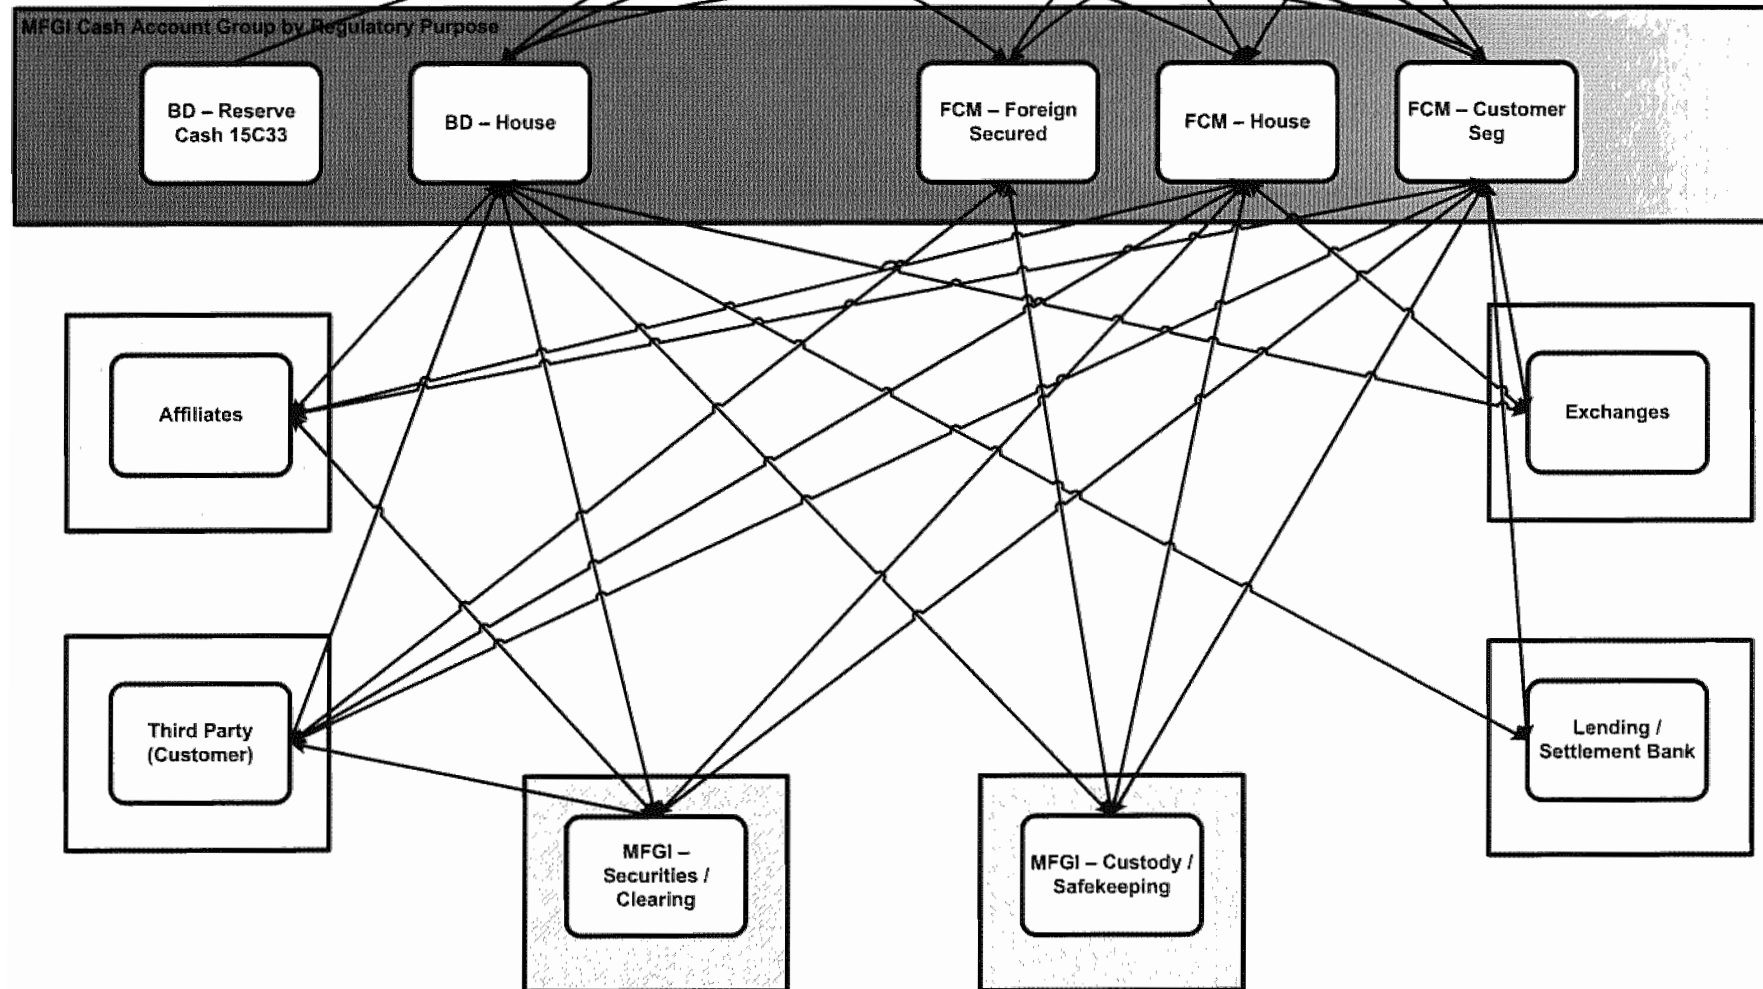 MFGI Cash Account Group by Regulatory Purpose
BD – Reserve
Cash 15C33
BD – House
FCM – Foreign
Secured
FCM – House
FCM – Customer
Seg
Affiliates
Exchanges
Third Party
(Customer)
Lending /
Settlement Bank
MFGI –
Securities /
Clearing
MFGI – Custody /
Safekeeping